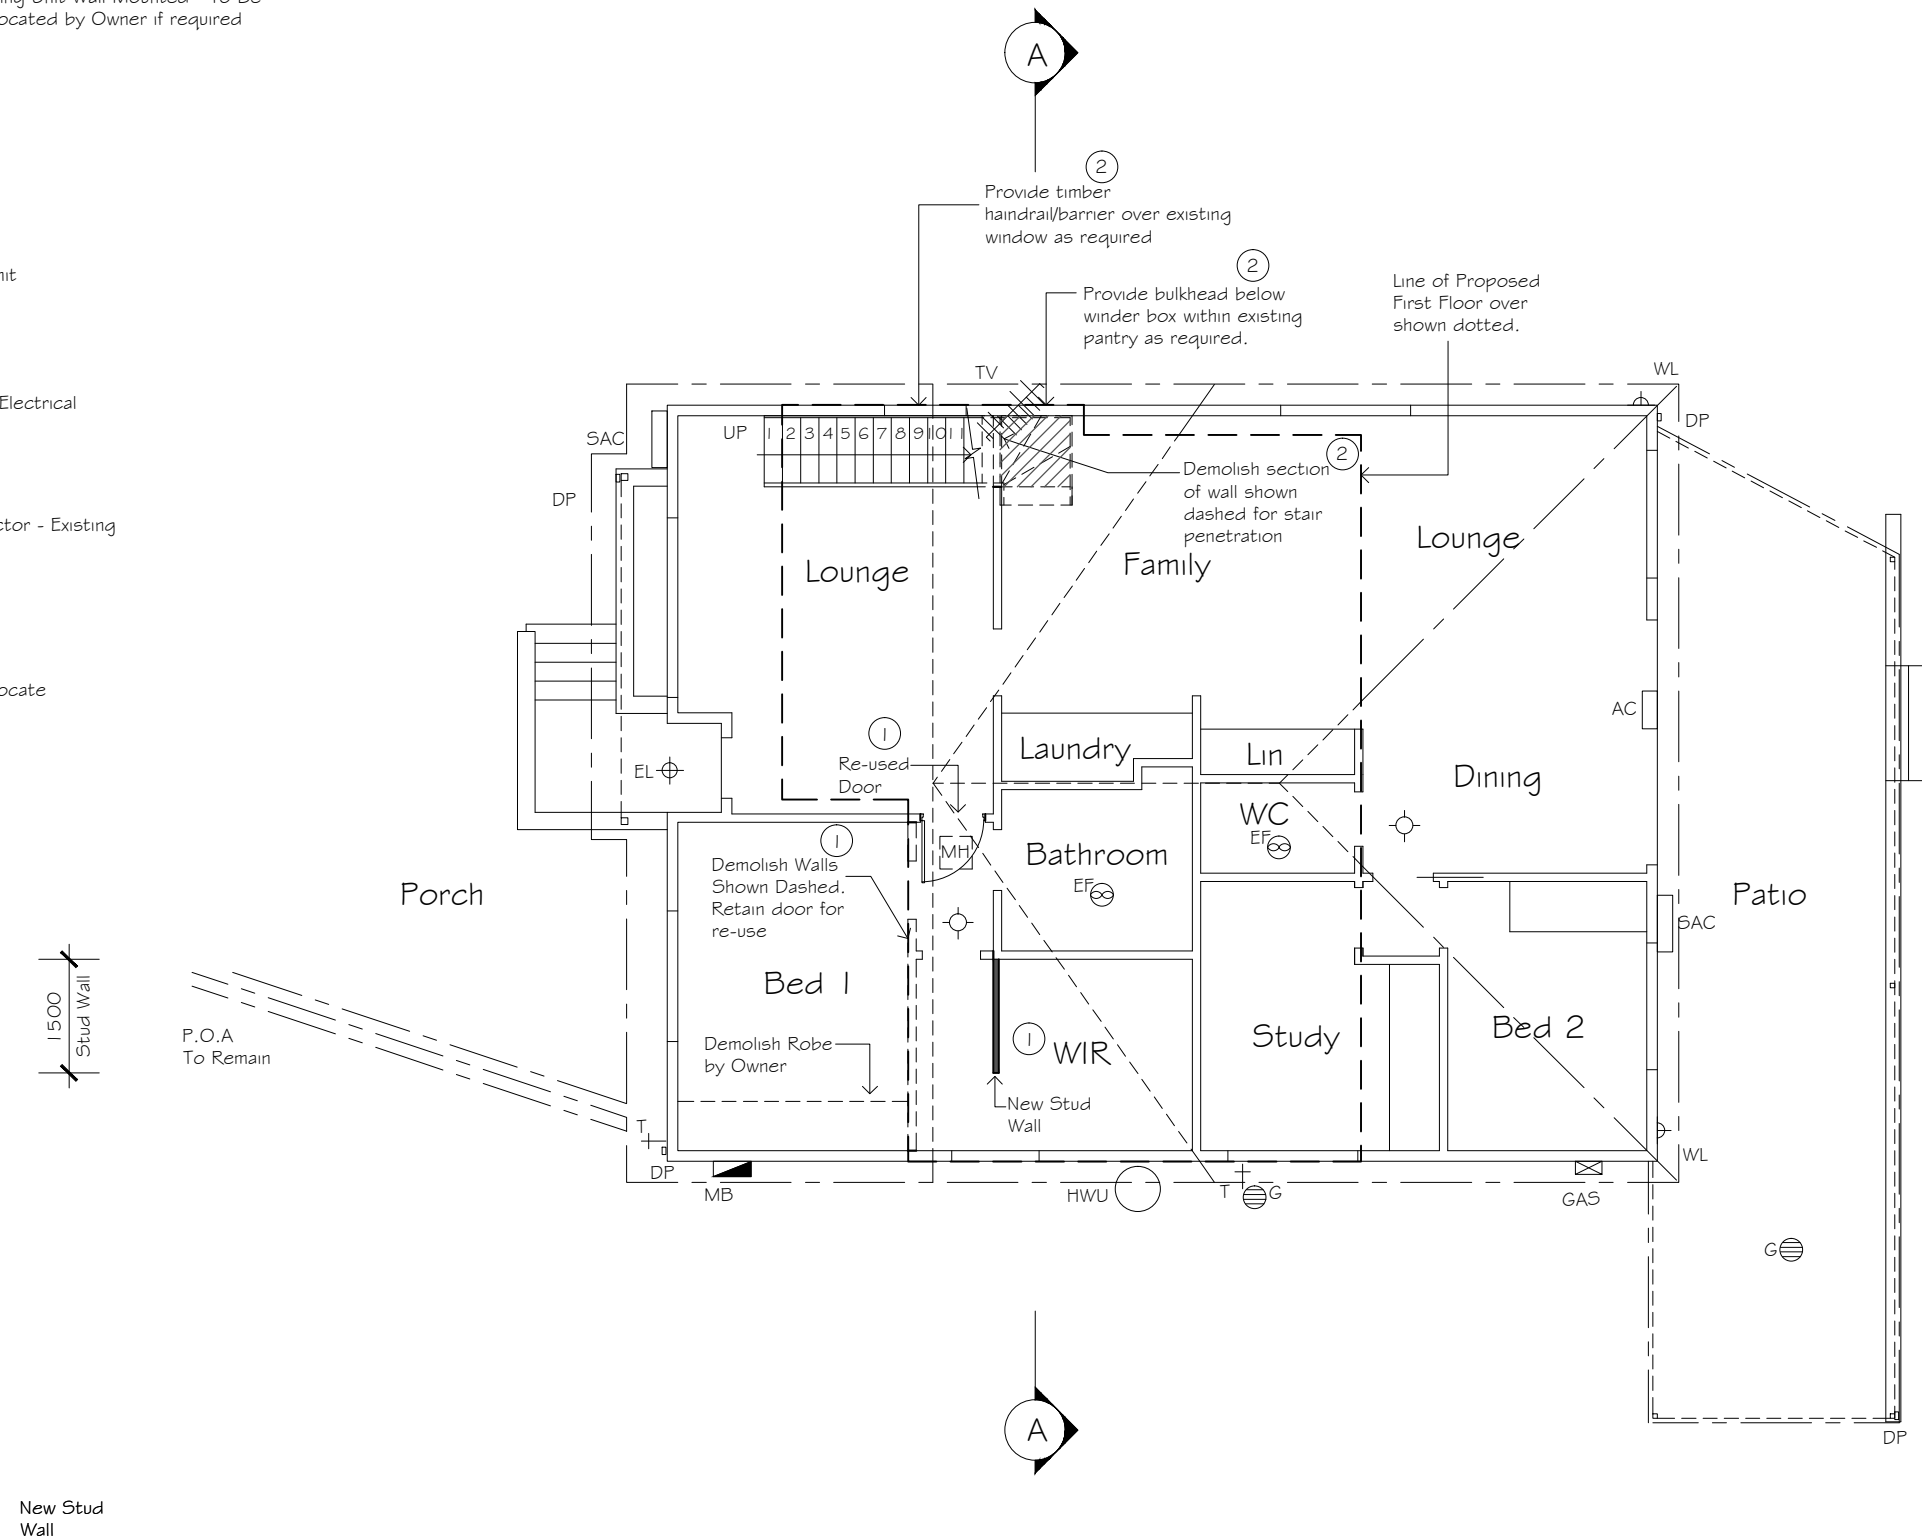 located by Owner if required
A
2
Provide timber
haindrail/barrier over existing
window as required
2
Provide bulkhead below
winder box within existing
pantry as required.
Line of Proposed
First Floor over
shown dotted.
Electrical
TV
WL
DP
SAC
UP 1 2 3 4 5 6 7 8 9 10 11
2
Demolish section
of wall shown
dashed for stair
penetration
DP
- Existing
Lounge
Family
Lounge
AC
1
Re-used
Door
Laundry
Lin
Dining
EL
WC
EF
1
MH
Bathroom
EF
Demolish Walls
Shown Dashed.
Retain door for
re-use
Porch
Patio
SAC
Bed 1
1500
Stud Wall
P.O.A
To Remain
Demolish Robe
by Owner
1
WIR
Study
Bed 2
New Stud
Wall
T
DP
MB
HWU
T
G
GAS
WL
G
A
DP
New Stud
Wall